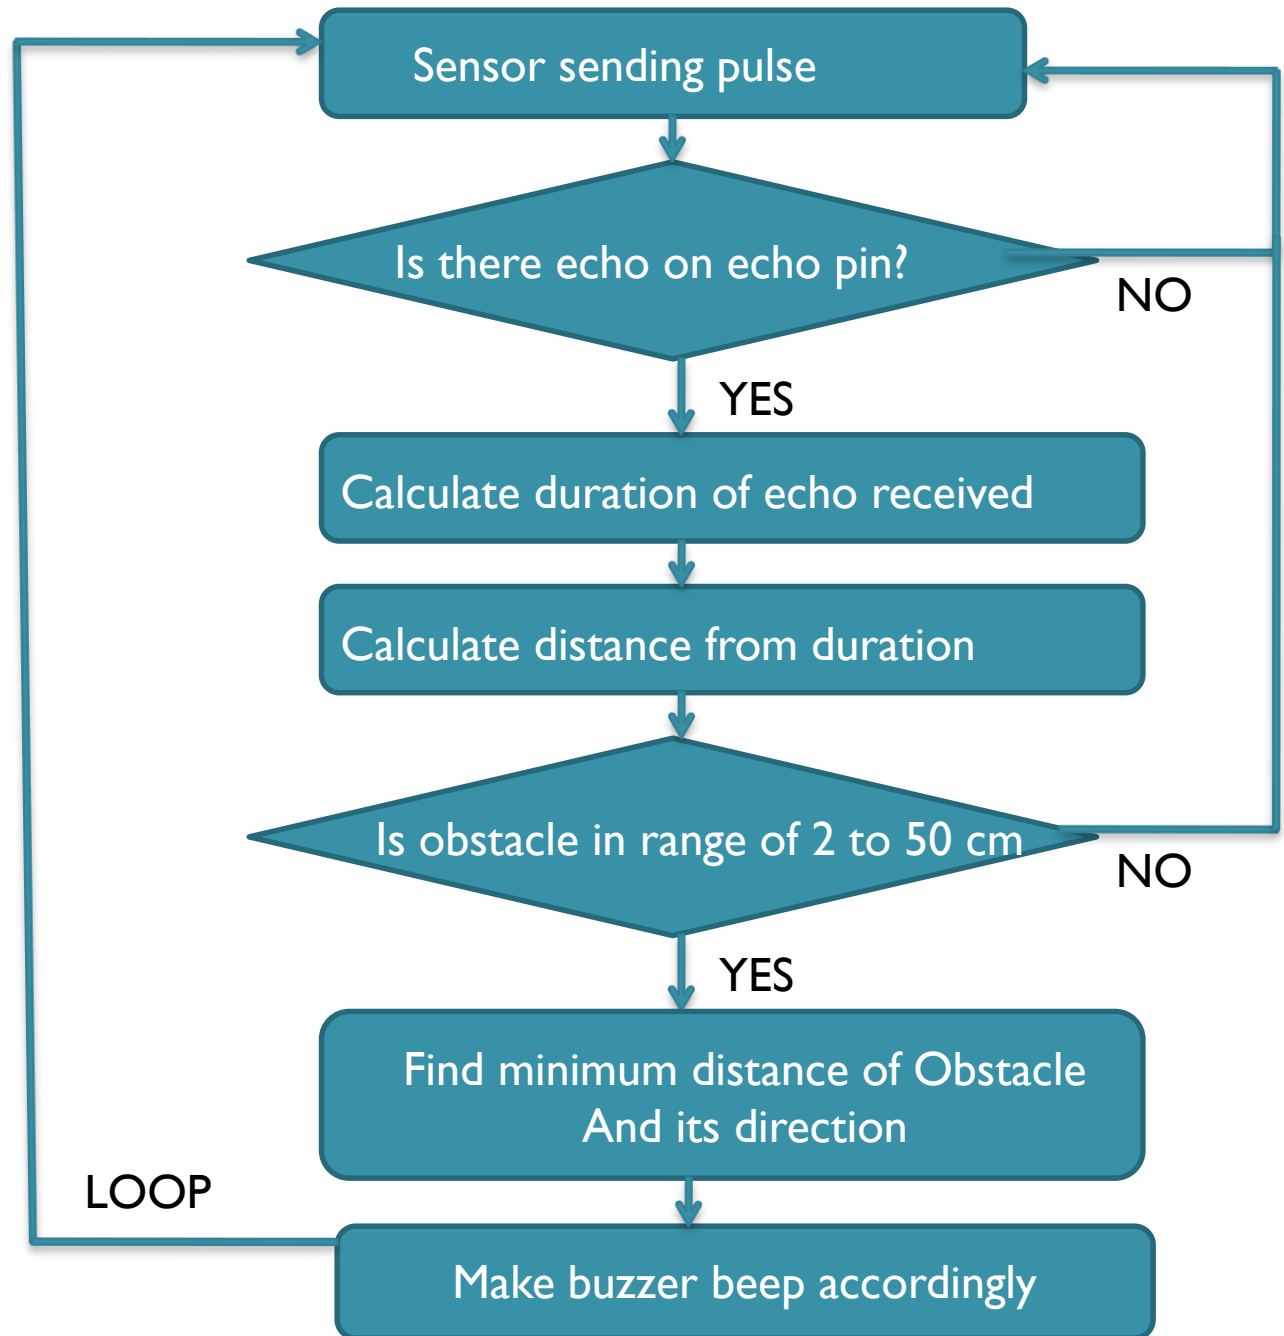 Sensor sending pulse
Is there echo on echo pin?
NO
YES
Calculate duration of echo received
Calculate distance from duration
Is obstacle in range of 2 to 50 cm
NO
YES
Find minimum distance of Obstacle
And its direction
LOOP
Make buzzer beep accordingly